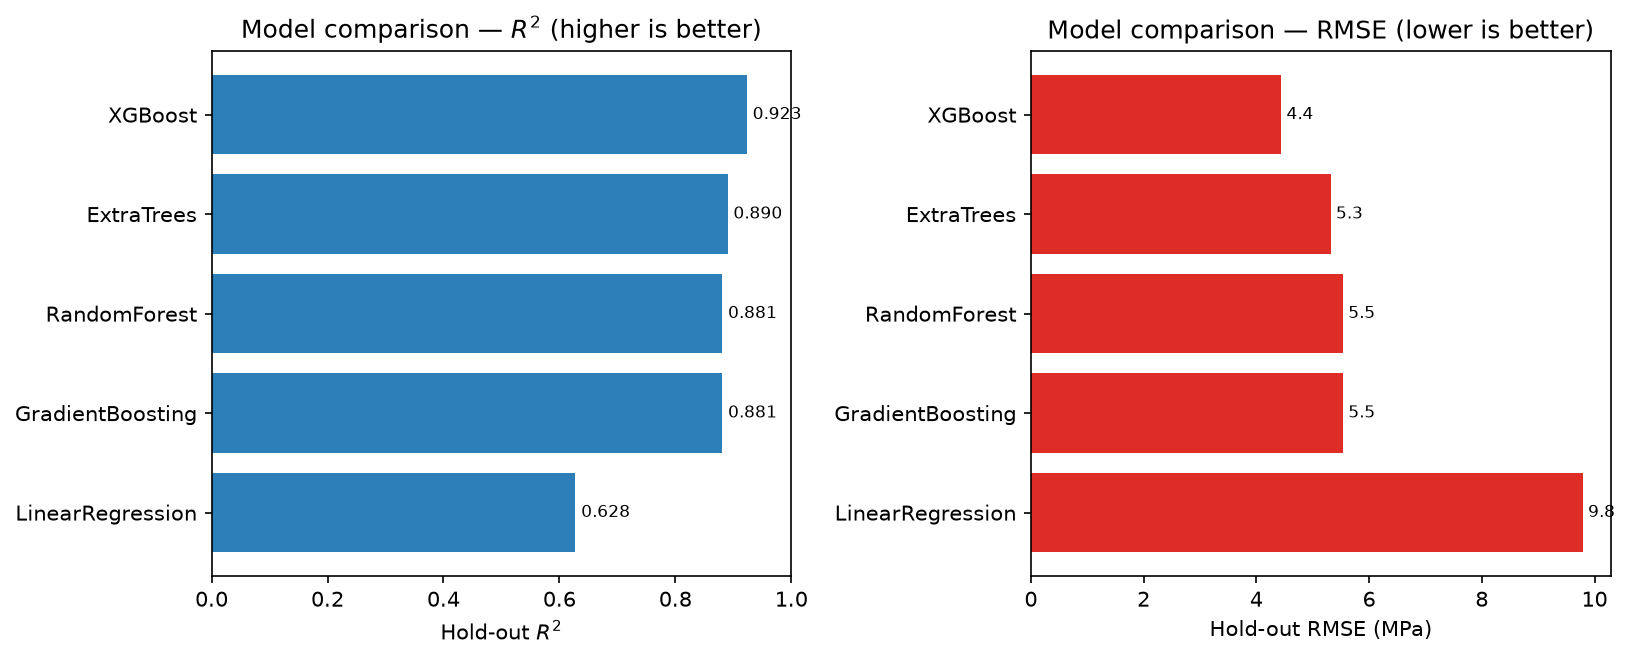 Model comparison — R² (higher is better)
XGBoost
0.923
ExtraTrees
0.890
RandomForest
0.881
GradientBoosting
0.881
LinearRegression
0.628
0.0 0.2 0.4 0.6 0.8 1.0
Hold-out R²
Model comparison — RMSE (lower is better)
XGBoost
4.4
ExtraTrees
5.3
RandomForest
5.5
GradientBoosting
5.5
LinearRegression
9.8
0 2 4 6 8 10
Hold-out RMSE (MPa)